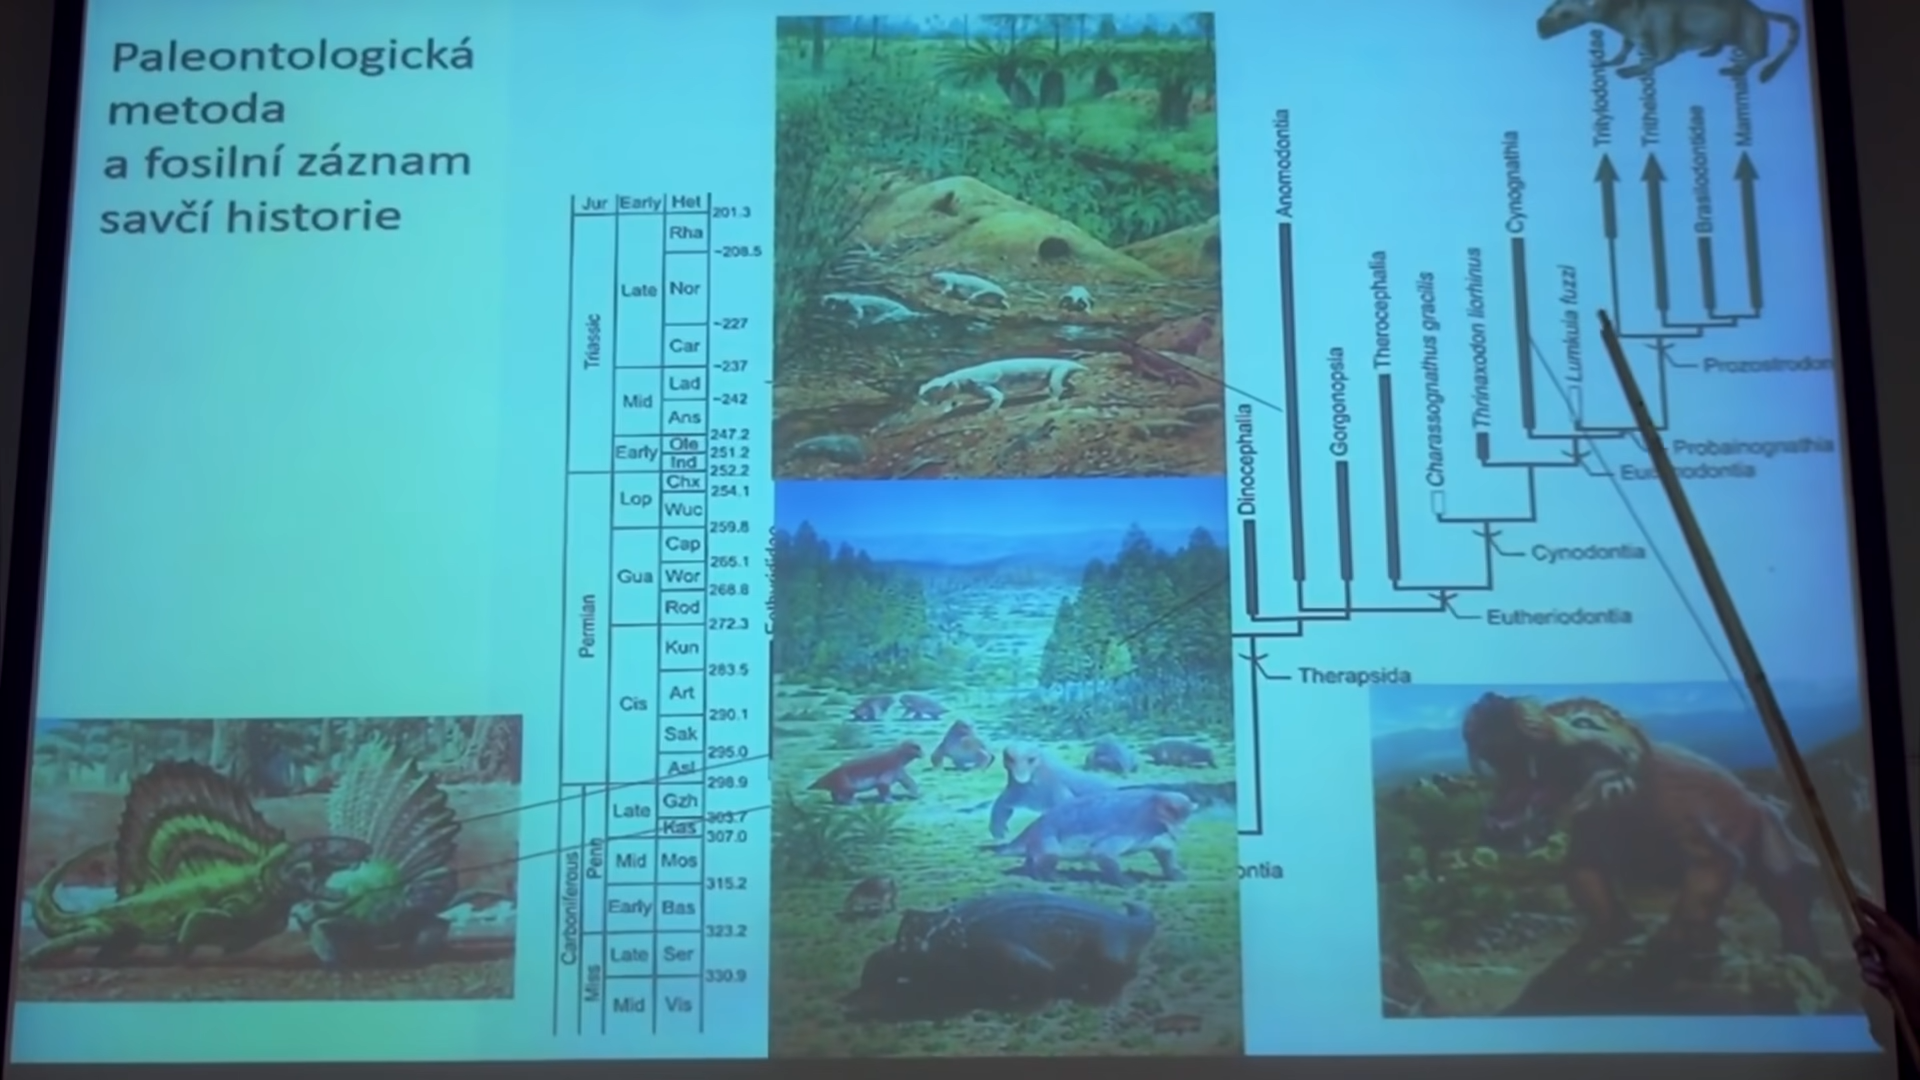 Paleontologická
metoda
a fosilní záznam
savčí historie
Jur Early Het
201.3
Rha
~208.5
Triassic
Late Nor
~227
Car
~237
Lad
Mid
~242
Ans
247.2
Early Ole
251.2
Ind
252.2
Permian
Chx
Lop
254.1
Wuc
259.8
Cap
265.1
Gua Wor
268.8
Rod
272.3
Kun
283.5
Cis Art
290.1
Sak
295.0
Asl
298.9
Carboniferous
Penn
Late Gzh
303.7
Kas
307.0
Mid Mos
315.2
Early Bas
323.2
Miss
Late Ser
330.9
Mid Vis
Dinocephalia
Anomodontia
Gorgonopsia
Therocephalia
Charassognathus gracilis
Thrinaxodon liorhinus
Cynognathia
Lumkuia fuzzi
Tritylodontidae
Brasilodontidae
Prozostrodon
Probainognathia
Cynodontia
Eutheriodontia
Therapsida
ontia